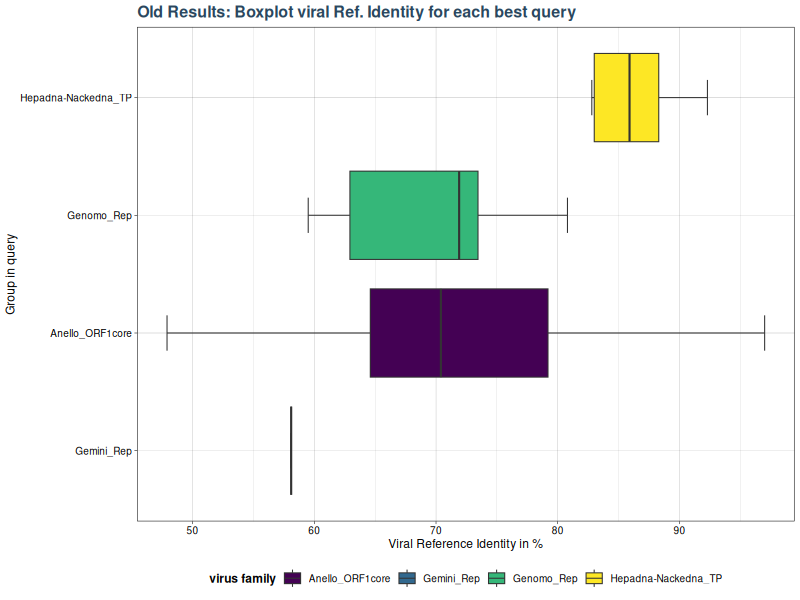 Old Results: Boxplot viral Ref. Identity for each best query
Group in query
Hepadna-Nackedna_TP
Genomo_Rep
Anello_ORF1core
Gemini_Rep
50 60 70 80 90
Viral Reference Identity in %
virus family Anello_ORF1core Gemini_Rep Genomo_Rep Hepadna-Nackedna_TP